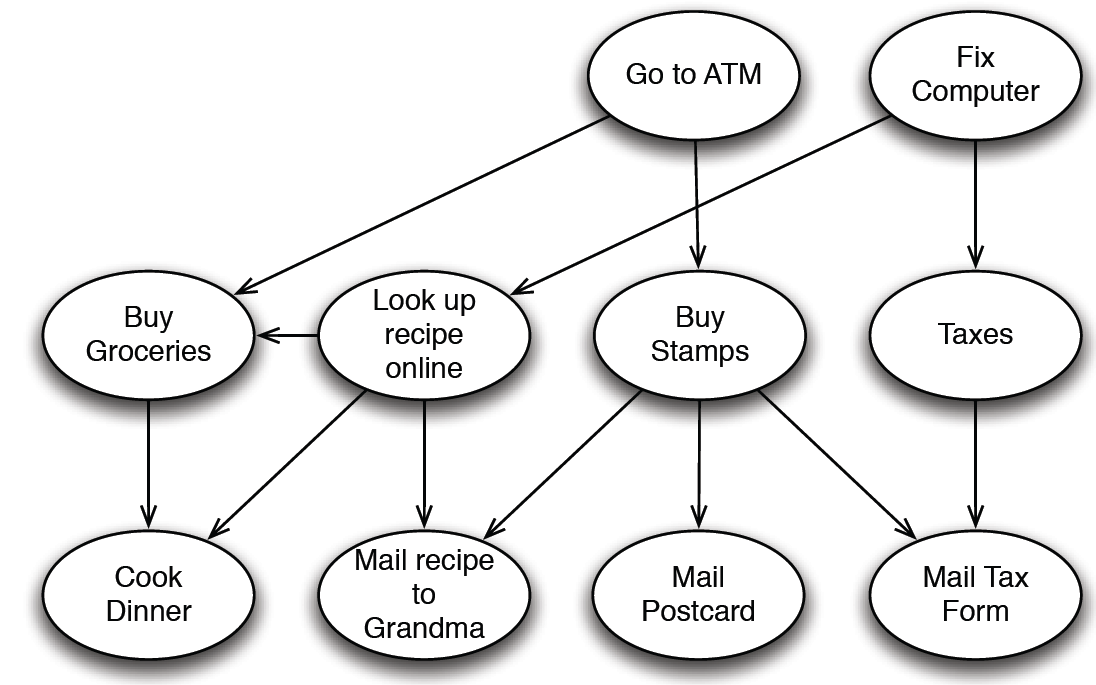 Go to ATM
Fix
Computer
Buy
Groceries
Look up
recipe
online
Buy
Stamps
Taxes
Cook
Dinner
Mail recipe
to
Grandma
Mail
Postcard
Mail Tax
Form